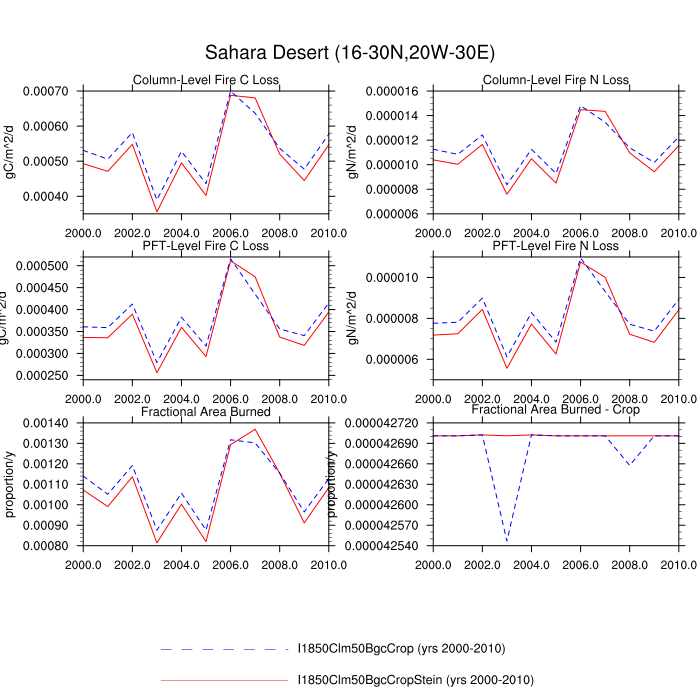 Sahara Desert (16-30N,20W-30E)
Column-Level Fire C Loss
Column-Level Fire N Loss
0.00070
0.00060
0.00050
0.00040
gC/m^2/d
2000.0 2002.0 2004.0 2006.0 2008.0 2010.0
0.000016
0.000014
0.000012
0.000010
0.000008
0.000006
gN/m^2/d
2000.0 2002.0 2004.0 2006.0 2008.0 2010.0
PFT-Level Fire C Loss
PFT-Level Fire N Loss
0.000500
0.000450
0.000400
0.000350
0.000300
0.000250
gC/m^2/d
2000.0 2002.0 2004.0 2006.0 2008.0 2010.0
0.000010
0.000008
0.000006
gN/m^2/d
2000.0 2002.0 2004.0 2006.0 2008.0 2010.0
Fractional Area Burned
Fractional Area Burned - Crop
0.00140
0.00130
0.00120
0.00110
0.00100
0.00090
0.00080
proportion/y
2000.0 2002.0 2004.0 2006.0 2008.0 2010.0
0.000042720
0.000042690
0.000042660
0.000042630
0.000042600
0.000042570
0.000042540
proportion/y
2000.0 2002.0 2004.0 2006.0 2008.0 2010.0
I1850Clm50BgcCrop (yrs 2000-2010)
I1850Clm50BgcCropStein (yrs 2000-2010)